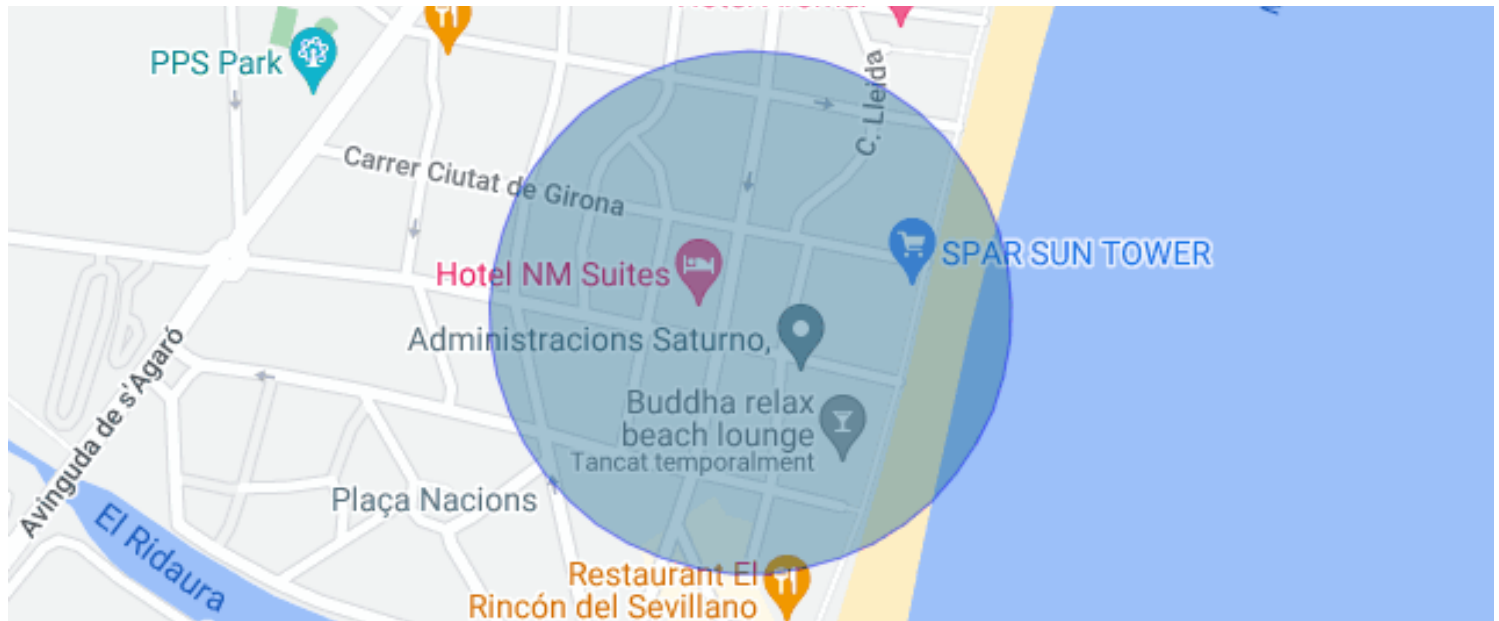 PPS Park
C. Lleida
Carrer Ciutat de Girona
SPAR SUN TOWER
Hotel NM Suites
Administracions Saturno,
Buddha relax
beach lounge
Tancat temporalment
Avinguda de s'Agaró
Plaça Nacions
El Ridaura
Restaurant El
Rincón del Sevillano